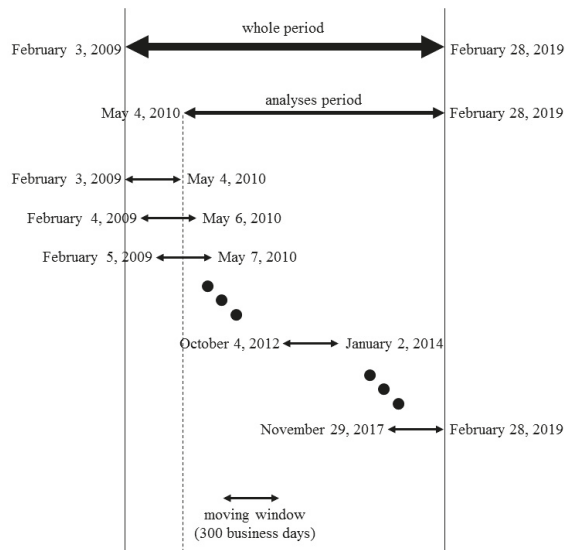 whole period
February 3, 2009 February 28, 2019
analyses period
May 4, 2010 February 28, 2019
February 3, 2009 May 4, 2010
February 4, 2009 May 6, 2010
February 5, 2009 May 7, 2010
October 4, 2012 January 2, 2014
November 29, 2017 February 28, 2019
moving window
(300 business days)